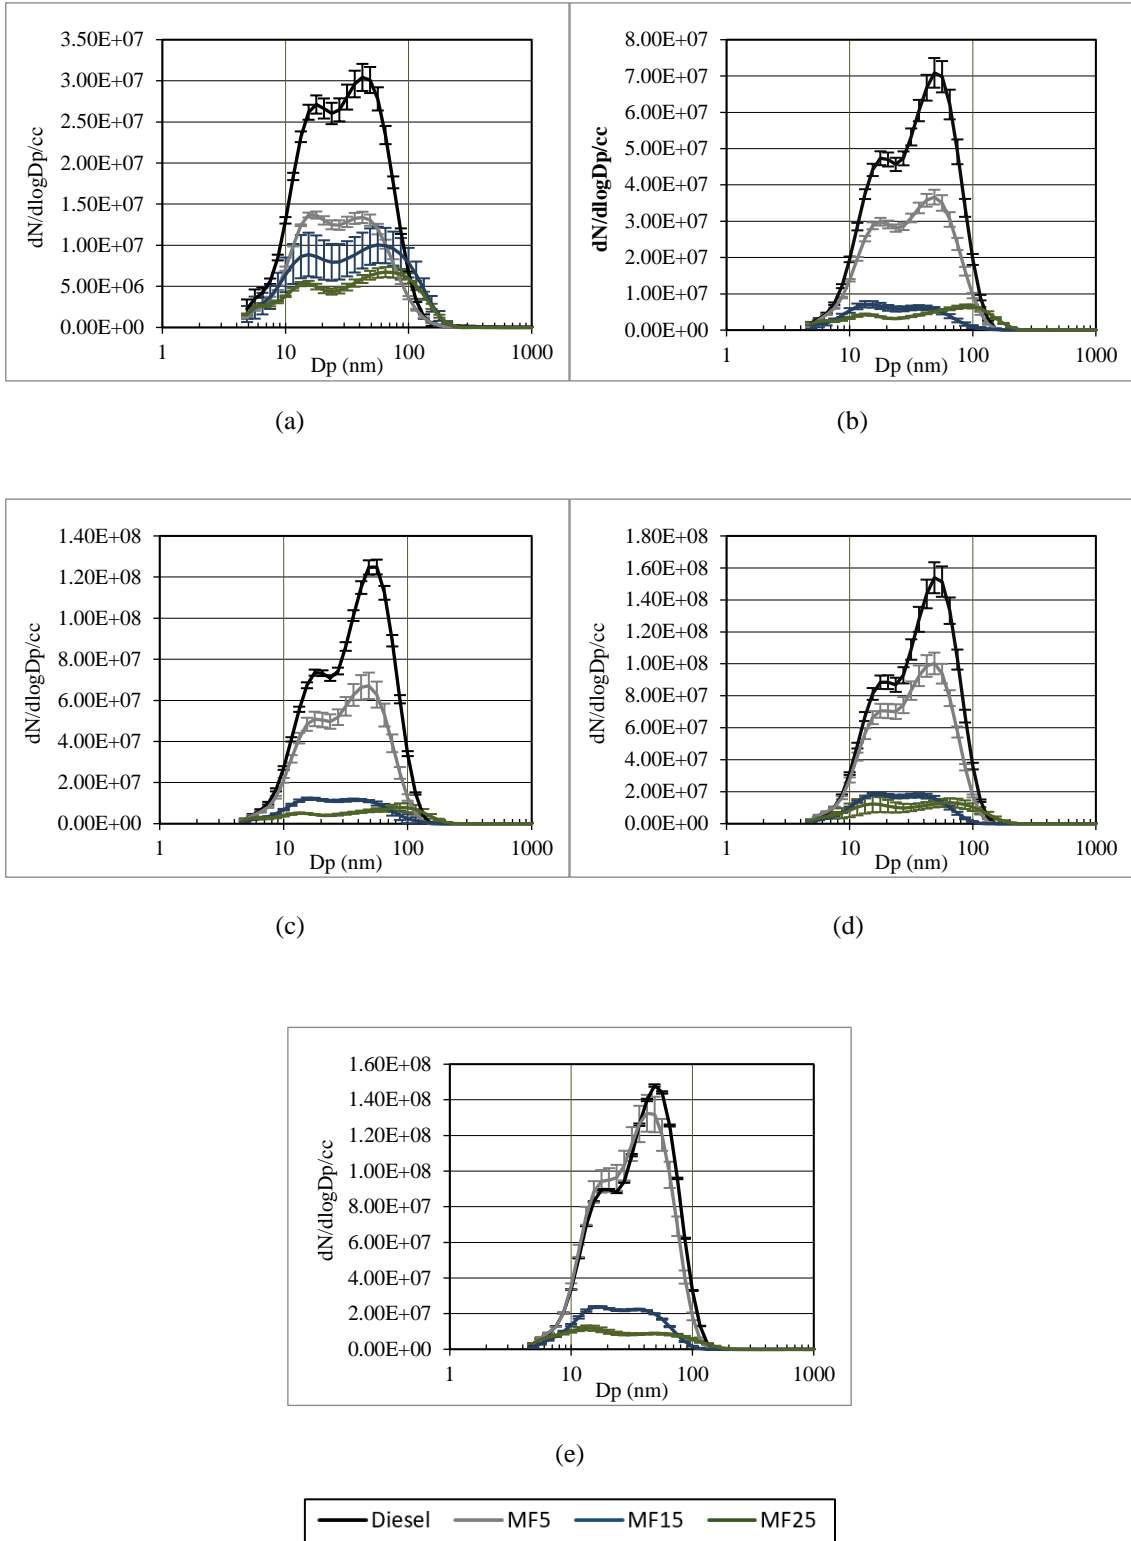 3.50E+07
3.00E+07
2.50E+07
2.00E+07
1.50E+07
1.00E+07
5.00E+06
0.00E+00
dN/dlogDp/cc
1 10 100 1000
Dp (nm)
(a)
8.00E+07
7.00E+07
6.00E+07
5.00E+07
4.00E+07
3.00E+07
2.00E+07
1.00E+07
0.00E+00
dN/dlogDp/cc
1 10 100 1000
Dp (nm)
(b)
1.40E+08
1.20E+08
1.00E+08
8.00E+07
6.00E+07
4.00E+07
2.00E+07
0.00E+00
dN/dlogDp/cc
1 10 100 1000
Dp (nm)
(c)
1.80E+08
1.60E+08
1.40E+08
1.20E+08
1.00E+08
8.00E+07
6.00E+07
4.00E+07
2.00E+07
0.00E+00
dN/dlogDp/cc
1 10 100 1000
Dp (nm)
(d)
1.60E+08
1.40E+08
1.20E+08
1.00E+08
8.00E+07
6.00E+07
4.00E+07
2.00E+07
0.00E+00
dN/dlogDp/cc
1 10 100 1000
Dp (nm)
(e)
Diesel MF5 MF15 MF25